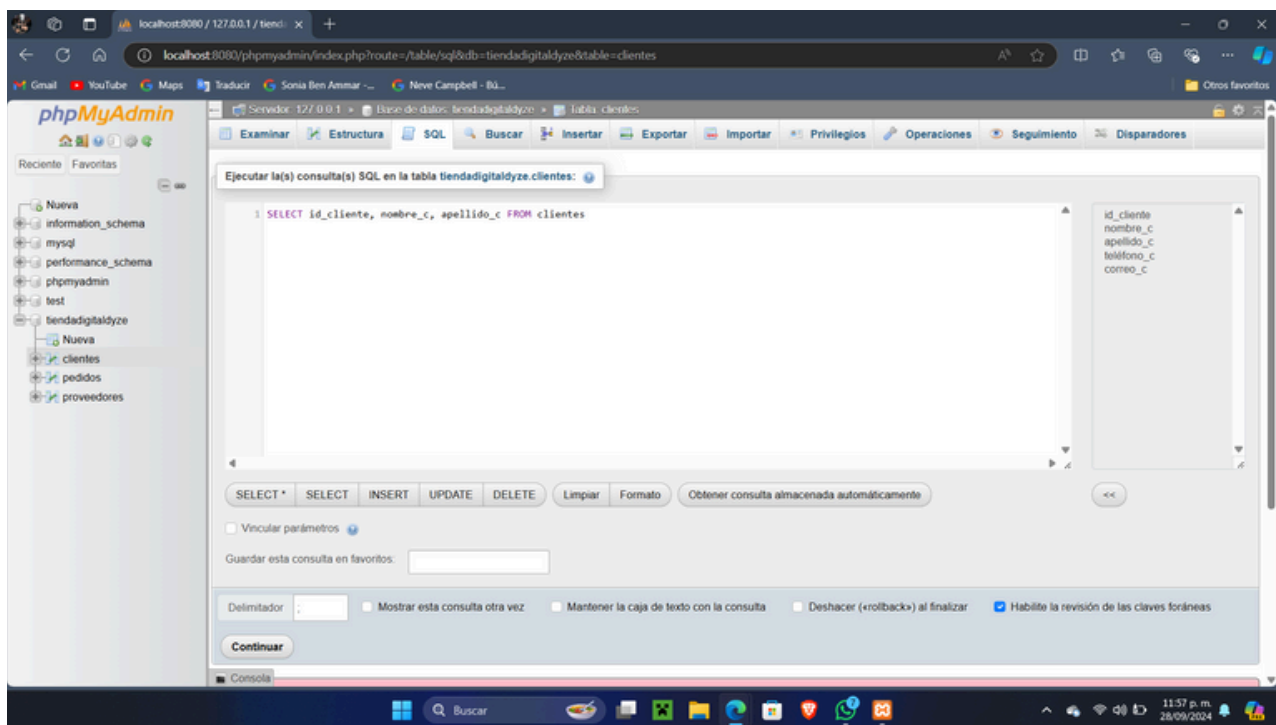 localhost:8080 / 127.0.0.1 / tiend
localhost:8080/phpmyadmin/index.php?route=/table/sql&db=tiendadigitaldyze&table=clientes
Gmail YouTube Maps Traducir Sonia Ben Ammar -... Neve Campbell - Bú... Otros favoritos
phpMyAdmin
Reciente Favoritas
Nueva
information_schema
mysql
performance_schema
phpmyadmin
test
tiendadigitaldyze
Nueva
clientes
pedidos
proveedores
Servidor: 127.0.0.1 » Base de datos: tiendadigitaldyze » Tabla: clientes
Examinar Estructura SQL Buscar Insertar Exportar Importar Privilegios Operaciones Seguimiento Disparadores
Ejecutar la(s) consulta(s) SQL en la tabla tiendadigitaldyze.clientes:
1 SELECT id_cliente, nombre_c, apellido_c FROM clientes
id_cliente
nombre_c
apellido_c
teléfono_c
correo_c
SELECT * SELECT INSERT UPDATE DELETE Limpiar Formato Obtener consulta almacenada automáticamente <<
Vincular parámetros
Guardar esta consulta en favoritos:
Delimitador ; Mostrar esta consulta otra vez Mantener la caja de texto con la consulta Deshacer («rollback») al finalizar Habilite la revisión de las claves foráneas
Continuar
Consola
Buscar
11:57 p. m.
28/09/2024